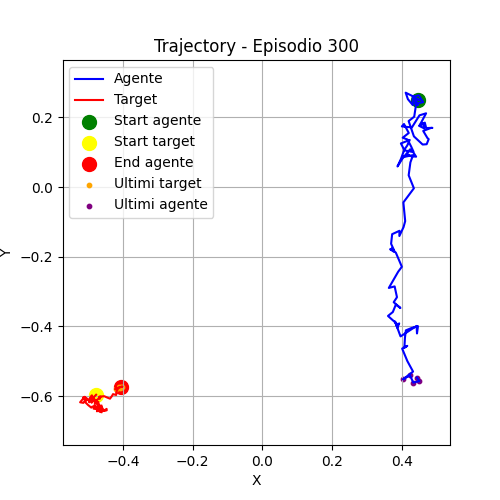 Trajectory - Episodio 300
Agente
Target
Start agente
Start target
End agente
Ultimi target
Ultimi agente
Y
0.2
0.0
−0.2
−0.4
−0.6
−0.4
−0.2
0.0
0.2
0.4
X